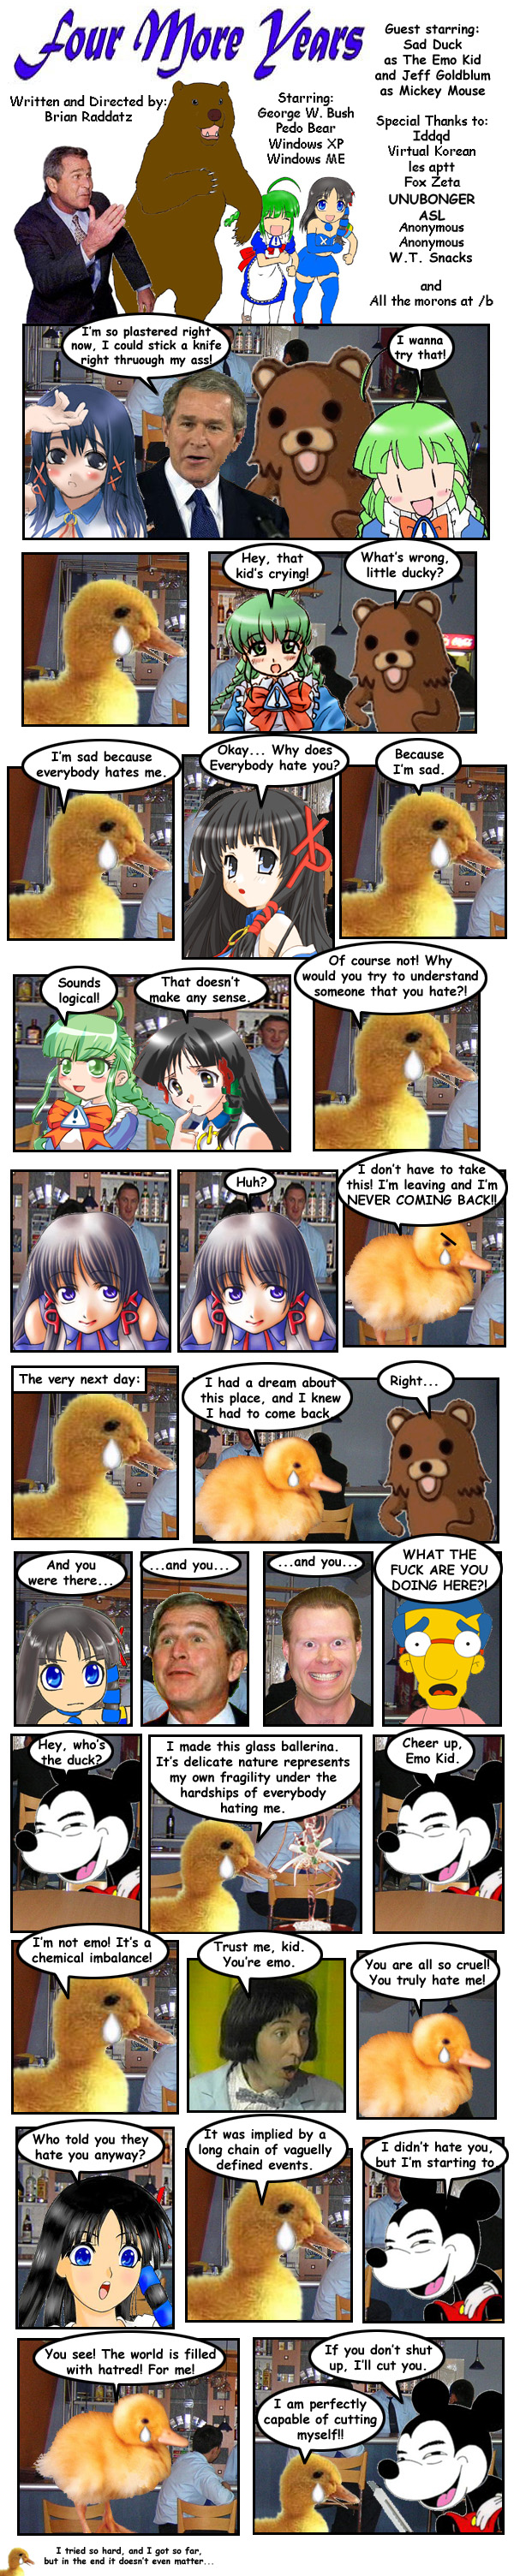 Four More Years
Written and Directed by:
Brian Raddatz
Starring:
George W. Bush
Pedo Bear
Windows XP
Windows ME
Guest starring:
Sad Duck
as The Emo Kid
and Jeff Goldblum
as Mickey Mouse
Special Thanks to:
Iddqd
Virtual Korean
les aptt
Fox Zeta
UNUBONGER
ASL
Anonymous
Anonymous
W.T. Snacks
and
All the morons at /b
I'm so plastered right
now, I could stick a knife
right thruough my ass!
I wanna
try that!
Hey, that
kid's crying!
What's wrong,
little ducky?
I'm sad because
everybody hates me.
Okay... Why does
Everybody hate you?
Because
I'm sad.
Sounds
logical!
That doesn't
make any sense.
Of course not! Why
would you try to understand
someone that you hate?!
Huh?
I don't have to take
this! I'm leaving and I'm
NEVER COMING BACK!!
The very next day:
I had a dream about
this place, and I knew
I had to come back
Right...
And you
were there...
...and you...
...and you...
WHAT THE
FUCK ARE YOU
DOING HERE?!
Hey, who's
the duck?
I made this glass ballerina.
It's delicate nature represents
my own fragility under the
hardships of everybody
hating me.
Cheer up,
Emo kid.
I'm not emo! It's a
chemical imbalance!
Trust me, kid.
You're emo.
You are all so cruel!
You truly hate me!
Who told you they
hate you anyway?
It was implied by a
long chain of vaguelly
defined events.
I didn't hate you,
but I'm starting to
You see! The world is filled
with hatred! For me!
If you don't shut
up, I'll cut you.
I am perfectly
capable of cutting
myself!!
I tried so hard, and I got so far,
but in the end it doesn't even matter...